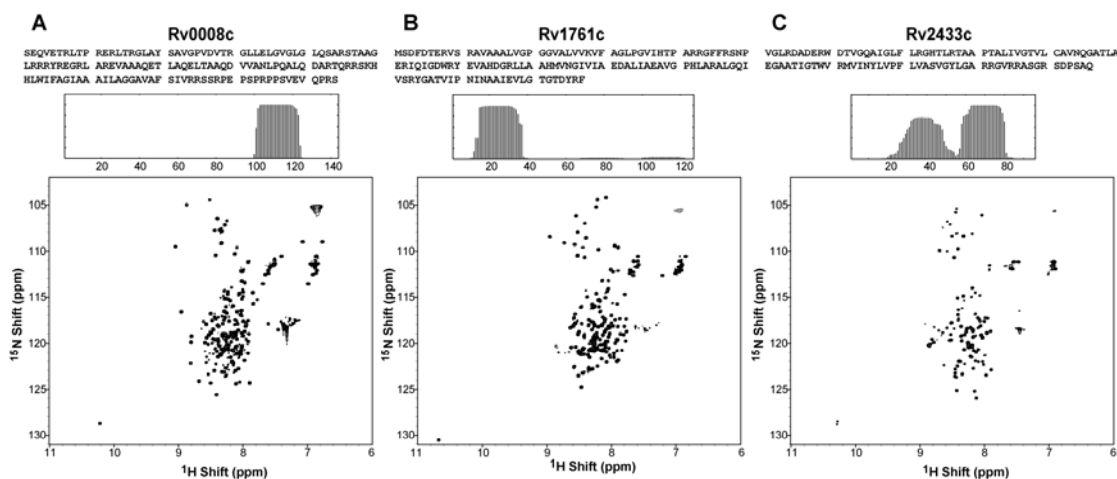 A
Rv0008c
SEQVETRLTP RERLTRGLAY SAVGPVDVTR GLLELGVGLG LQSARSTAAG
LRRRYREGRL AREVAAAQET LAQELTAAQD VVANLPQALQ DARTQRRSKH
HLWIFAGIAA AILAGGAVAF SIVRRSSRPE PSPRPPSVEV QPRS
20 40 60 80 100 120 140
105
110
115
120
125
130
15N Shift (ppm)
11 10 9 8 7 6
1H Shift (ppm)
B
Rv1761c
MSDFDTERVS RAVAAALVGP GGVALVVKVF AGLPGVIHTP ARRGFFRSNP
ERIQIGDWRY EVAHDGRLLA AHMVNGIVIA EDALIAEAVG PHLARALGQI
VSRYGATVIP NINAAIEVLG TGTDYRF
20 40 60 80 100 120
105
110
115
120
125
130
15N Shift (ppm)
11 10 9 8 7 6
1H Shift (ppm)
C
Rv2433c
VGLRDADERW DTVGQAIGLF LRGHTLRTAA PTALIVGTVL CAVNQGATLR
EGAATIGTWV RMVINYLVPF LVASVGYLGA RRGVRRASGR SDPSAQ
20 40 60 80
105
110
115
120
125
130
15N Shift (ppm)
11 10 9 8 7 6
1H Shift (ppm)